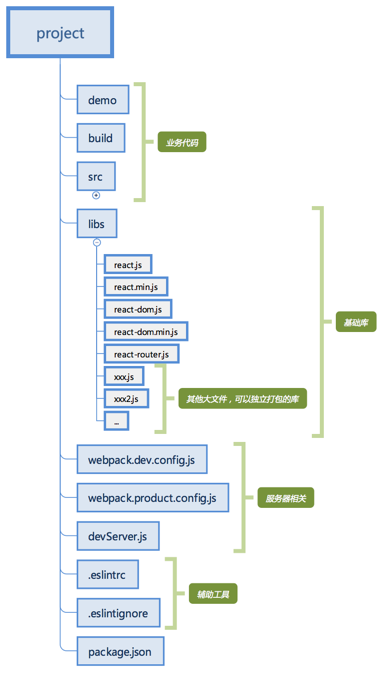 project
demo
build
业务代码
src
libs
react.js
react.min.js
react-dom.js
基础库
react-dom.min.js
react-router.js
xxx.js
其他大文件，可以独立打包的库
xxx2.js
...
webpack.dev.config.js
webpack.product.config.js
服务器相关
devServer.js
.eslintrc
辅助工具
.eslintignore
package.json